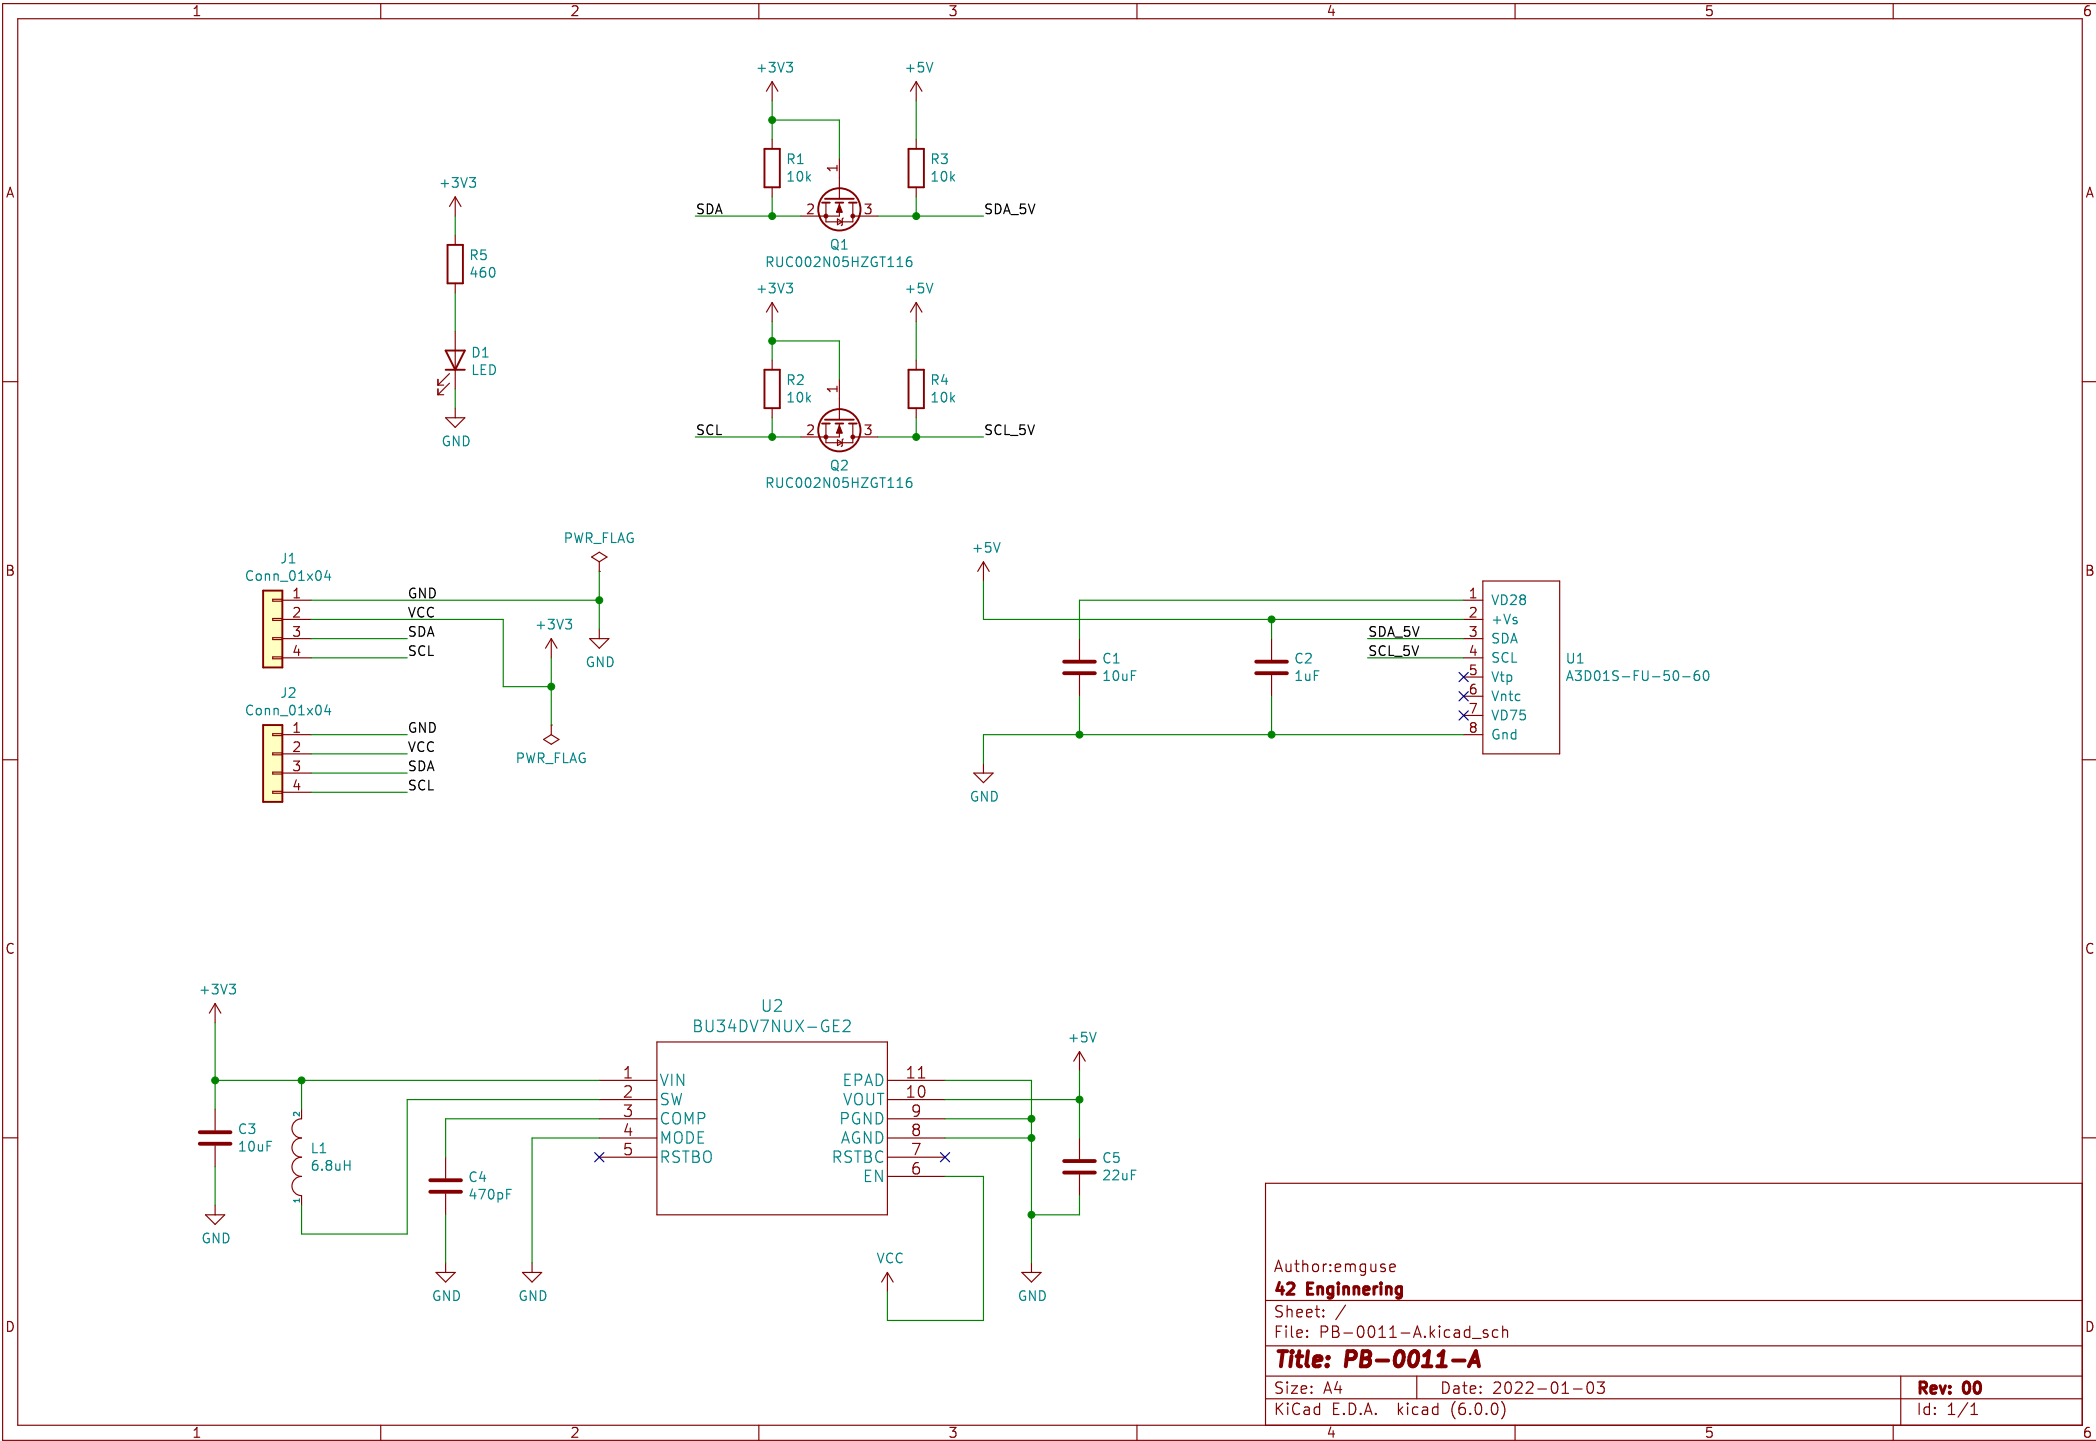 1 2 3 4 5 6
A A
B B
C C
D D
+3V3
R5
460
D1
LED
GND
+3V3 +5V
R1
10k
R3
10k
1
SDA 2 3 SDA_5V
Q1
RUC002N05HZGT116
+3V3 +5V
R2
10k
R4
10k
1
SCL 2 3 SCL_5V
Q2
RUC002N05HZGT116
PWR_FLAG
J1
Conn_01x04
1 GND
2 VCC
3 SDA
4 SCL
+3V3
GND
PWR_FLAG
J2
Conn_01x04
1 GND
2 VCC
3 SDA
4 SCL
+5V
C1
10uF
C2
1uF
GND
1 VD28
2 +Vs
SDA_5V 3 SDA
SCL_5V 4 SCL
5 Vtp
6 Vntc
7 VD75
8 Gnd
U1
A3D01S-FU-50-60
+3V3
C3
10uF
GND
2
L1
6.8uH
1
C4
470pF
GND
GND
U2
BU34DV7NUX-GE2
1 VIN EPAD 11
2 SW VOUT 10
3 COMP PGND 9
4 MODE AGND 8
5 RSTBO RSTBC 7
EN 6
+5V
C5
22uF
VCC
GND
Author:emguse
42 Enginnering
Sheet: /
File: PB-0011-A.kicad_sch
Title: PB-0011-A
Size: A4 Date: 2022-01-03 Rev: 00
KiCad E.D.A. kicad (6.0.0) Id: 1/1
1 2 3 4 5 6